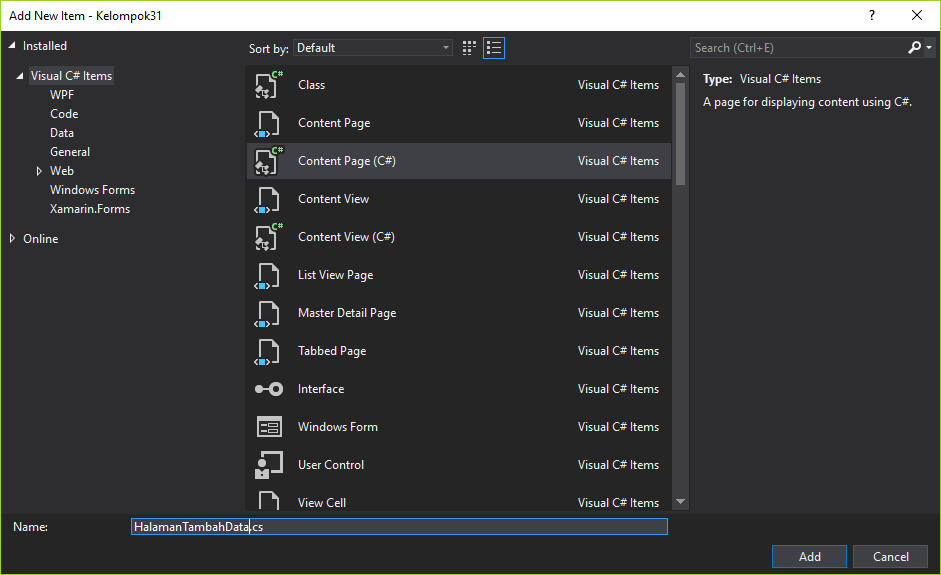 Add New Item - Kelompok31
?
Installed
Sort by: Default
Search (Ctrl+E)
Visual C# Items
WPF
Code
Data
General
Web
Windows Forms
Xamarin.Forms
Online
C# Class Visual C# Items
Content Page Visual C# Items
C# Content Page (C#) Visual C# Items
Content View Visual C# Items
C# Content View (C#) Visual C# Items
List View Page Visual C# Items
Master Detail Page Visual C# Items
Tabbed Page Visual C# Items
Interface Visual C# Items
Windows Form Visual C# Items
User Control Visual C# Items
View Cell Visual C# Items
Type: Visual C# Items
A page for displaying content using C#.
Name: HalamanTambahData.cs
Add Cancel